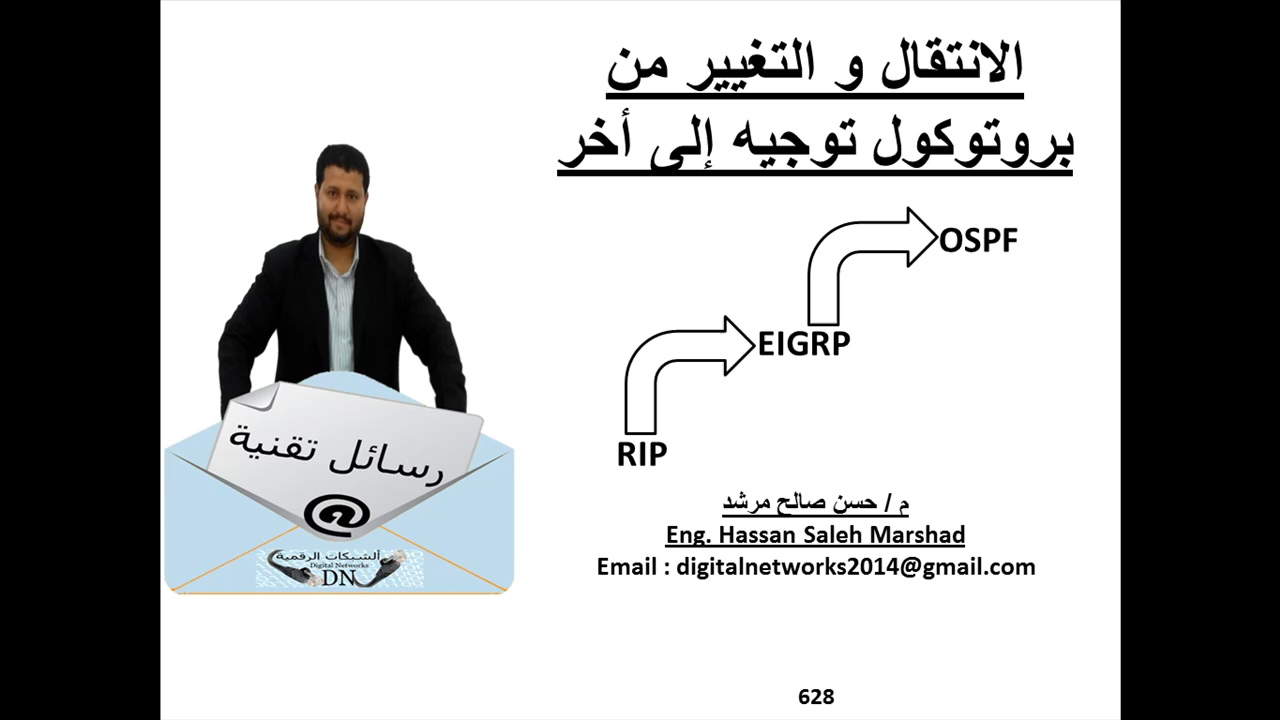 الانتقال و التغيير من
بروتوكول توجيه إلى أخر
OSPF
EIGRP
RIP
رسائل تقنية
@
الشبكات الرقمية
Digital Networks
DN
م / حسن صالح مرشد
Eng. Hassan Saleh Marshad
Email : digitalnetworks2014@gmail.com
628